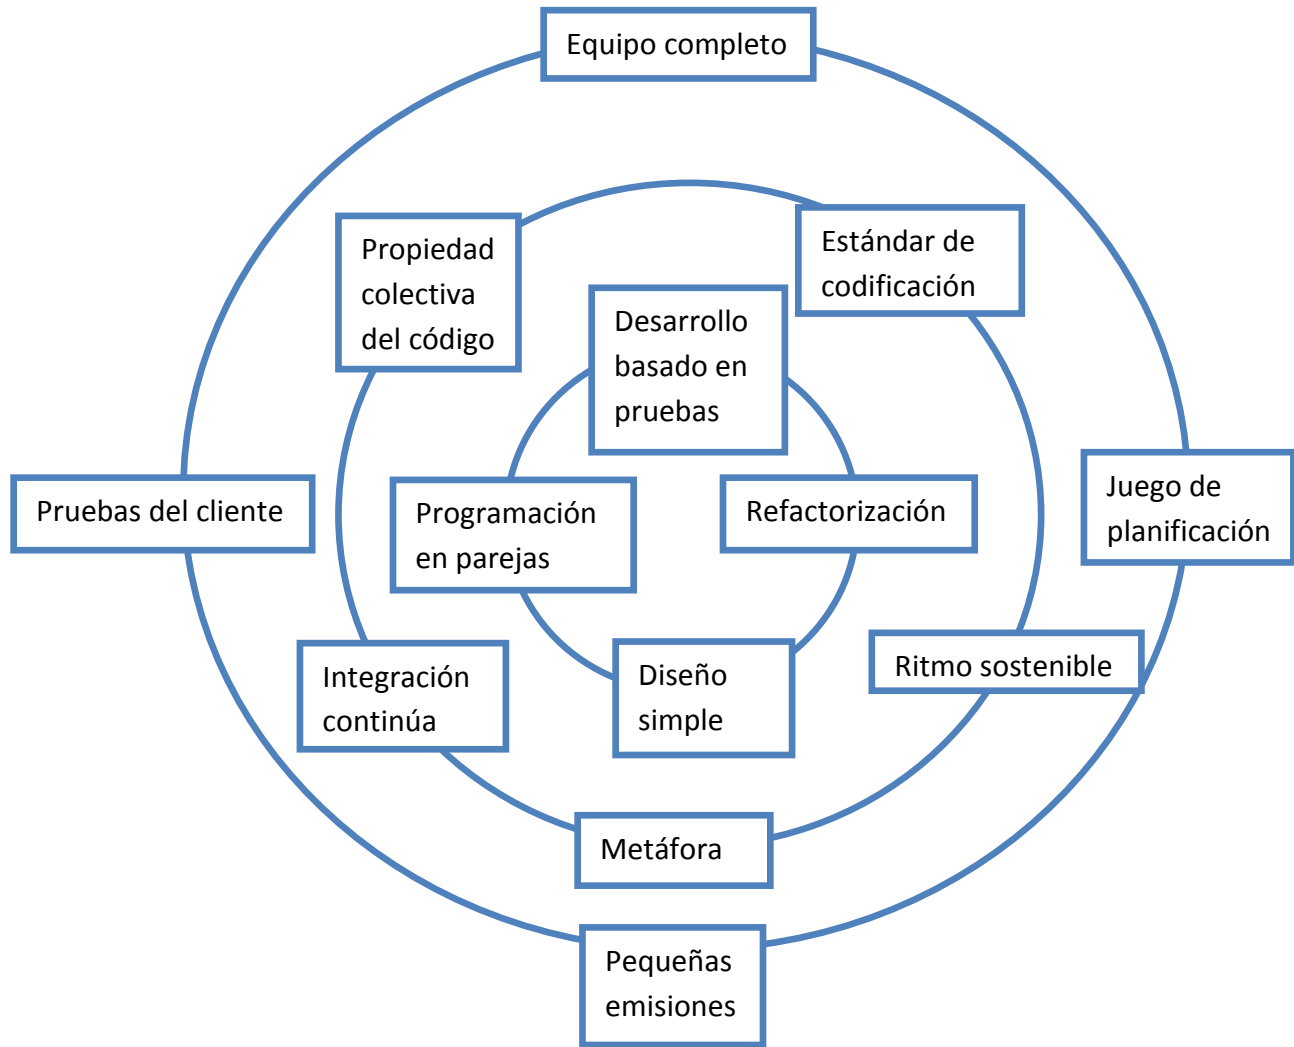 Equipo completo
Propiedad
colectiva
del código
Estándar de
codificación
Desarrollo
basado en
pruebas
Pruebas del cliente
Programación
en parejas
Refactorización
Juego de
planificación
Integración
continúa
Diseño
simple
Ritmo sostenible
Metáfora
Pequeñas
emisiones